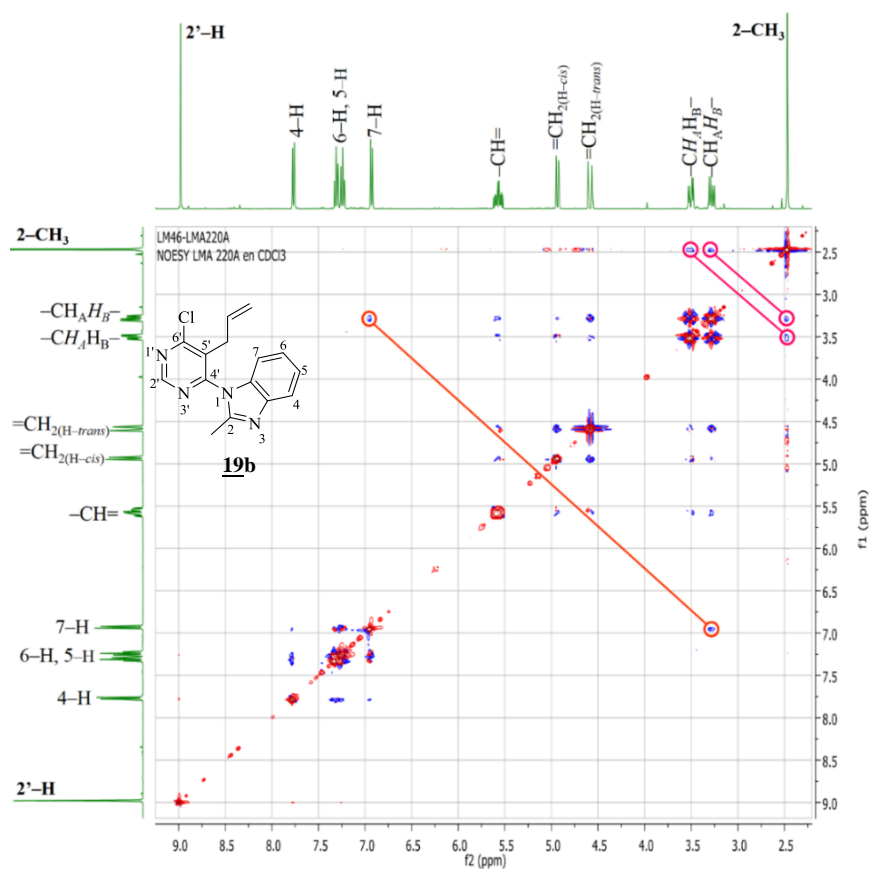 2'–H
2–CH3
4–H
6–H, 5–H
7–H
–CH=
=CH2(H–cis)
=CH2(H–trans)
–CHAHB–
–CHAHB–
2–CH3
–CHAHB–
–CHAHB–
=CH2(H–trans)
=CH2(H–cis)
–CH=
7–H
6–H, 5–H
4–H
2'–H
LM46-LMA220A
NOESY LMA 220A en CDCl3
Cl
6'
5'
1'
N
2'
N
3'
4'
7
6
5
4
1
N
2
N
3
19b
2.5
3.0
3.5
4.0
4.5
5.0
5.5
6.0
6.5
7.0
7.5
8.0
8.5
9.0
f1 (ppm)
9.0 8.5 8.0 7.5 7.0 6.5 6.0 5.5 5.0 4.5 4.0 3.5 3.0 2.5
f2 (ppm)